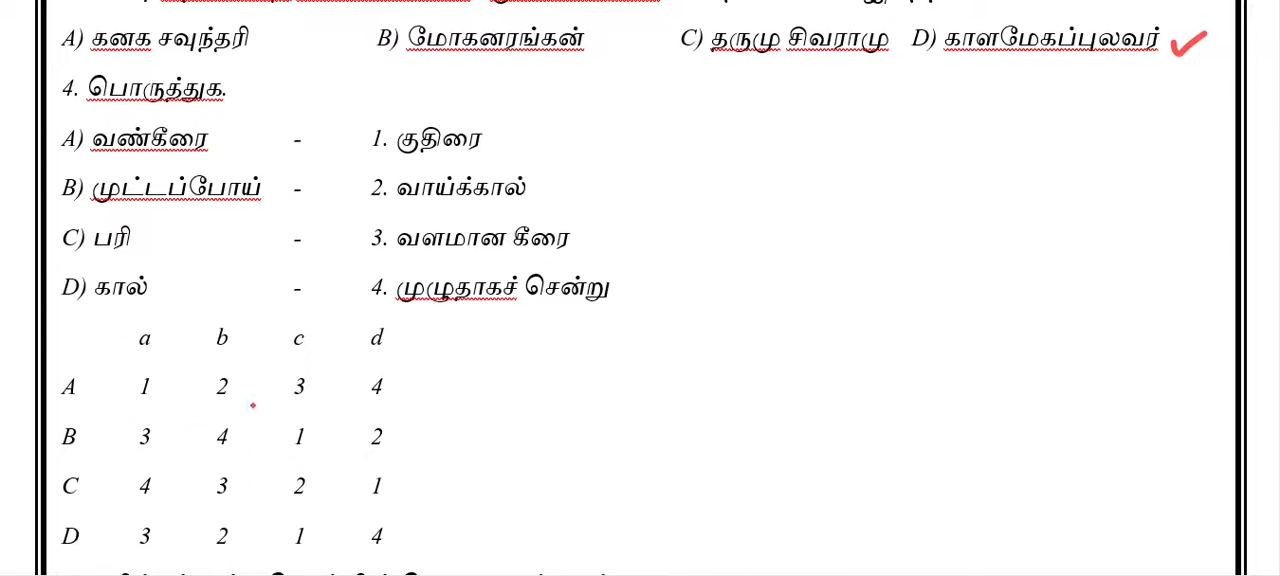 A) கனக சவுந்தரி B) மோகனரங்கன் C) தருமு சிவராமு D) காளமேகப்புலவர்
4. பொருத்துக.
A) வண்கீரை - 1. குதிரை
B) முட்டப்போய் - 2. வாய்க்கால்
C) பரி - 3. வளமான கீரை
D) கால் - 4. முழுதாகச் சென்று
a b c d
A 1 2 3 4
B 3 4 1 2
C 4 3 2 1
D 3 2 1 4